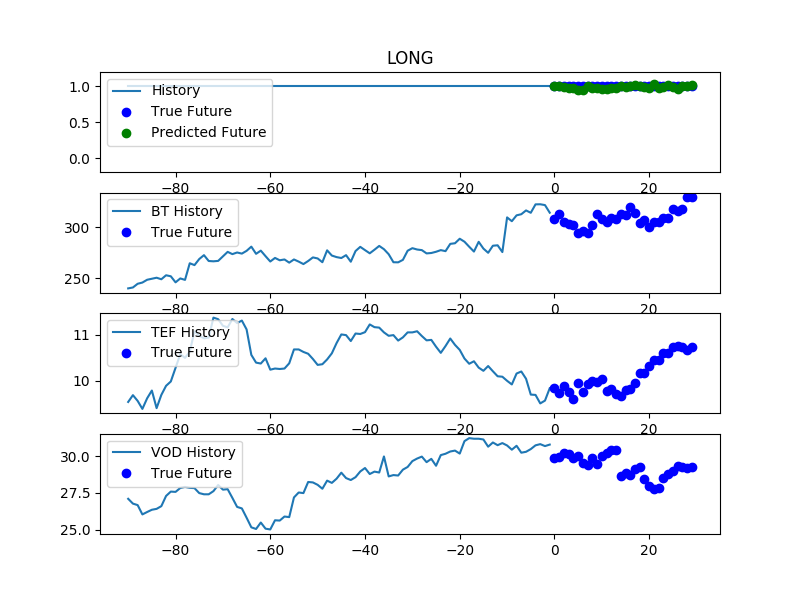 LONG
1.0
0.5
0.0
History
True Future
Predicted Future
−80 −60 −40 −20 0 20
300
250
BT History
True Future
−80 −60 −40 −20 0 20
11
10
TEF History
True Future
−80 −60 −40 −20 0 20
30.0
27.5
25.0
VOD History
True Future
−80 −60 −40 −20 0 20